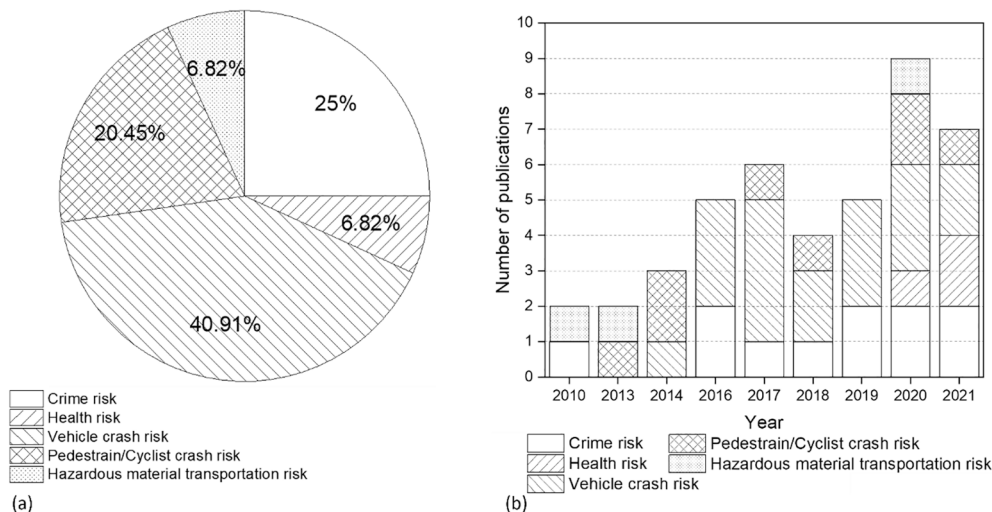 6.82%
25%
20.45%
6.82%
40.91%
Crime risk
Health risk
Vehicle crash risk
Pedestrain/Cyclist crash risk
Hazardous material transportation risk
(a)
10
9
8
7
6
5
4
3
2
1
0
Number of publications
2010 2013 2014 2016 2017 2018 2019 2020 2021
Year
Crime risk
Health risk
Vehicle crash risk
Pedestrain/Cyclist crash risk
Hazardous material transportation risk
(b)